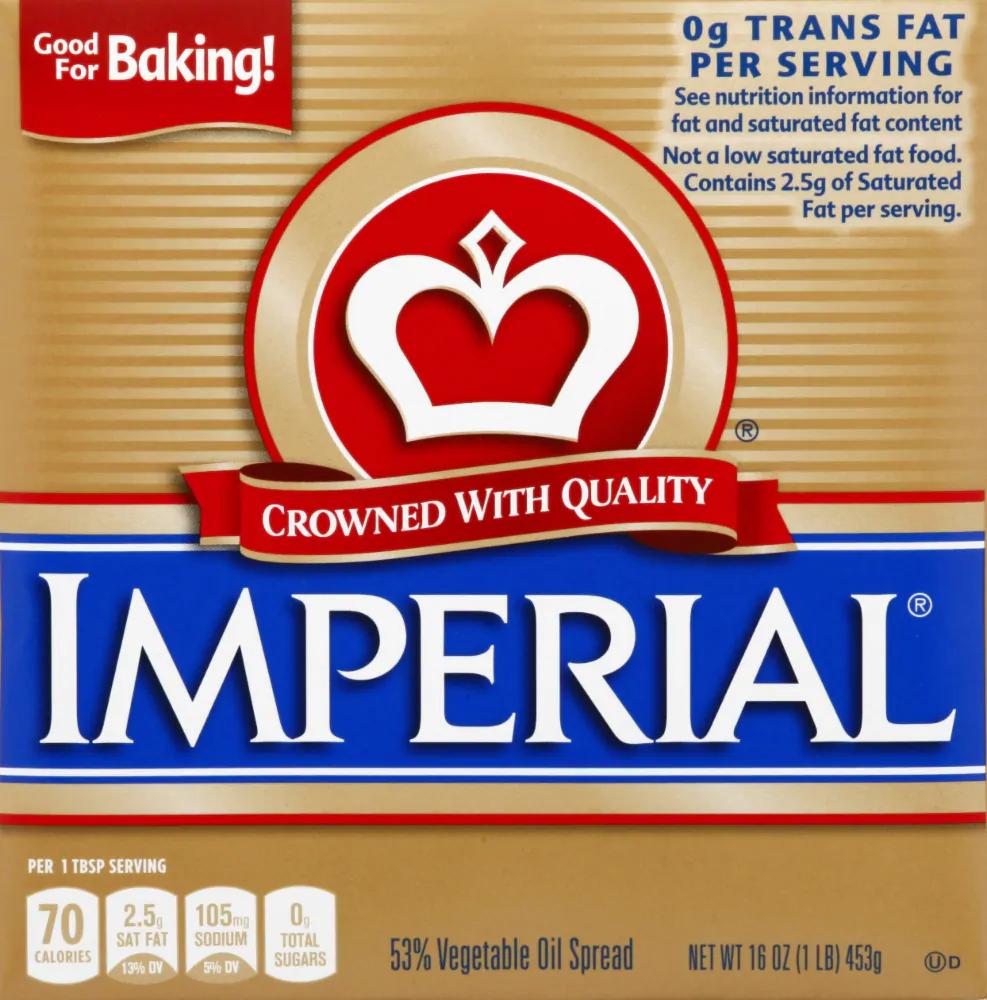 Good For Baking!
0g TRANS FAT
PER SERVING
See nutrition information for
fat and saturated fat content
Not a low saturated fat food.
Contains 2.5g of Saturated
Fat per serving.
®
CROWNED WITH QUALITY
IMPERIAL®
PER 1 TBSP SERVING
70 CALORIES
2.5g SAT FAT 13% DV
105mg SODIUM 5% DV
0g TOTAL SUGARS
53% Vegetable Oil Spread
NET WT 16 OZ (1 LB) 453g
Ⓤ D